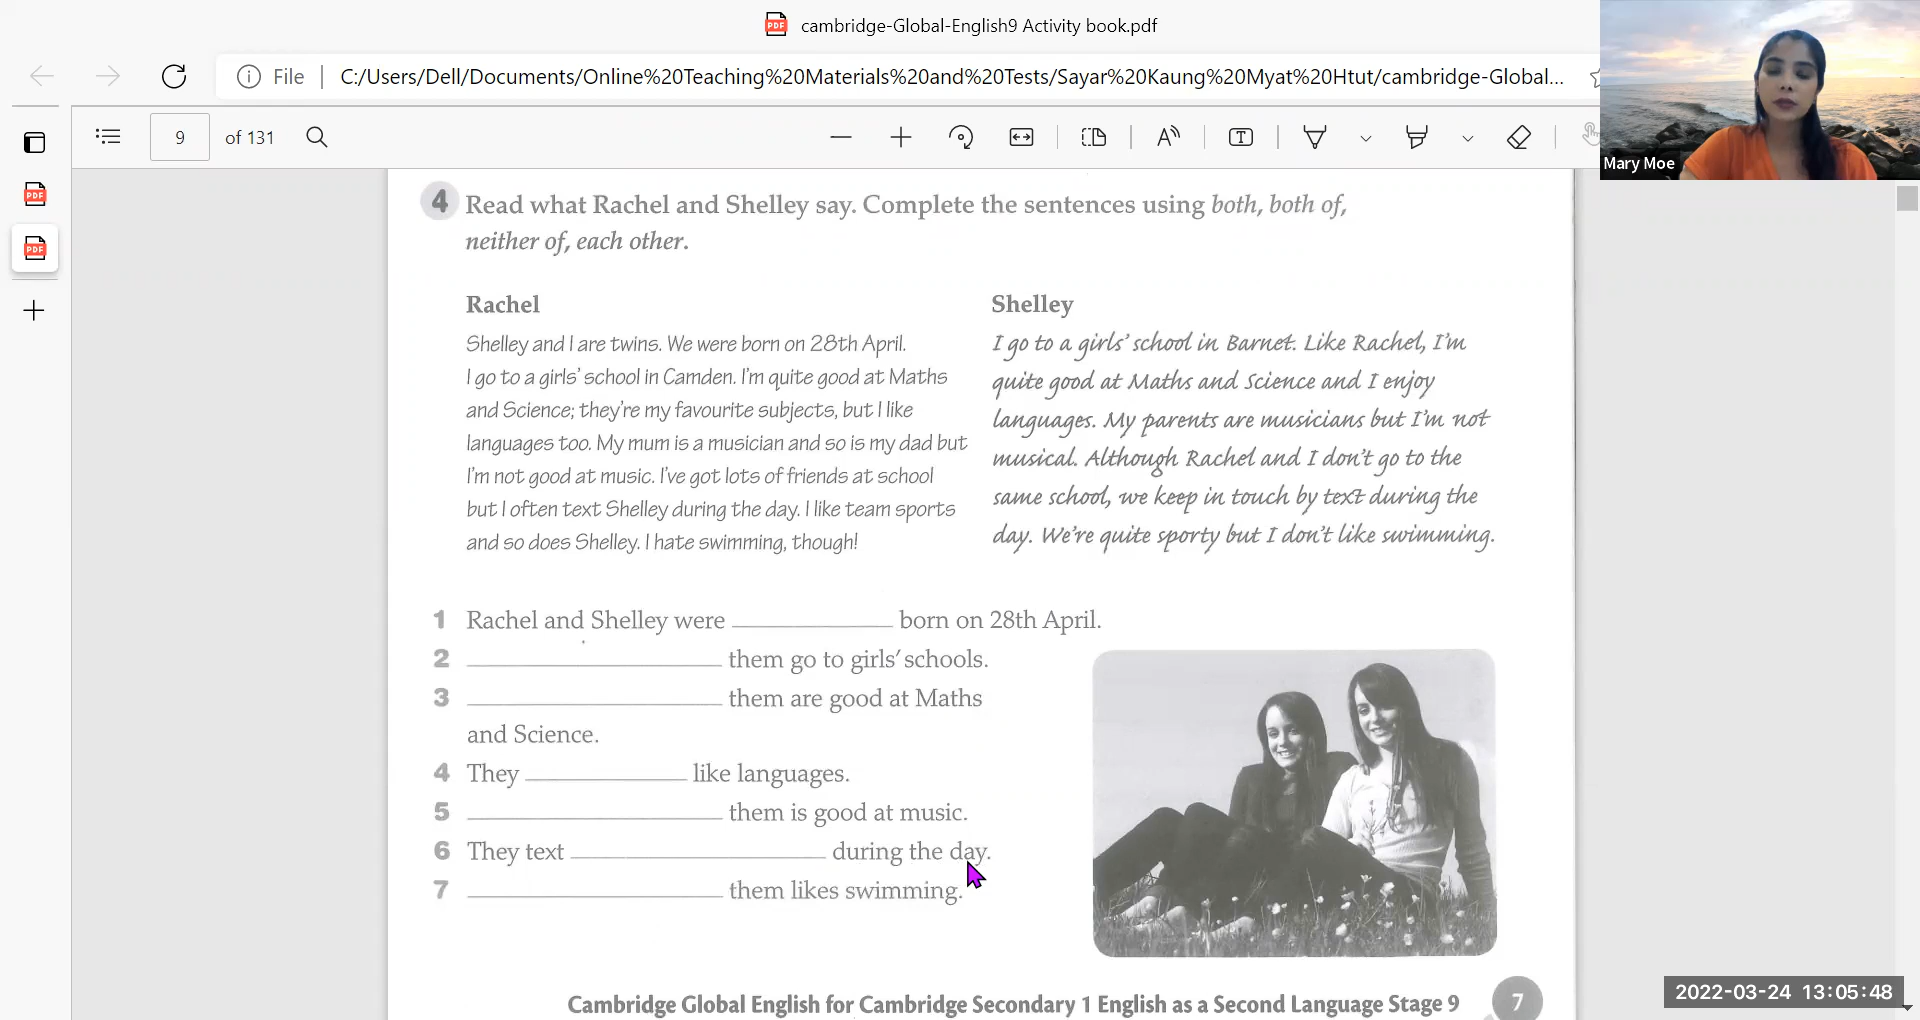 cambridge-Global-English9 Activity book.pdf
File
C:/Users/Dell/Documents/Online%20Teaching%20Materials%20and%20Tests/Sayar%20Kaung%20Myat%20Htut/cambridge-Global...
9 of 131
Mary Moe
4 Read what Rachel and Shelley say. Complete the sentences using both, both of,
neither of, each other.
Rachel
Shelley and I are twins. We were born on 28th April.
I go to a girls' school in Camden. I'm quite good at Maths
and Science; they're my favourite subjects, but I like
languages too. My mum is a musician and so is my dad but
I'm not good at music. I've got lots of friends at school
but I often text Shelley during the day. I like team sports
and so does Shelley. I hate swimming, though!
Shelley
I go to a girls' school in Barnet. Like Rachel, I'm
quite good at Maths and Science and I enjoy
languages. My parents are musicians but I'm not
musical. Although Rachel and I don't go to the
same school, we keep in touch by text during the
day. We're quite sporty but I don't like swimming.
1 Rachel and Shelley were ____________ born on 28th April.
2 ____________ them go to girls' schools.
3 ____________ them are good at Maths
and Science.
4 They ____________ like languages.
5 ____________ them is good at music.
6 They text ____________ during the day.
7 ____________ them likes swimming.
Cambridge Global English for Cambridge Secondary 1 English as a Second Language Stage 9
7
2022-03-24 13:05:48